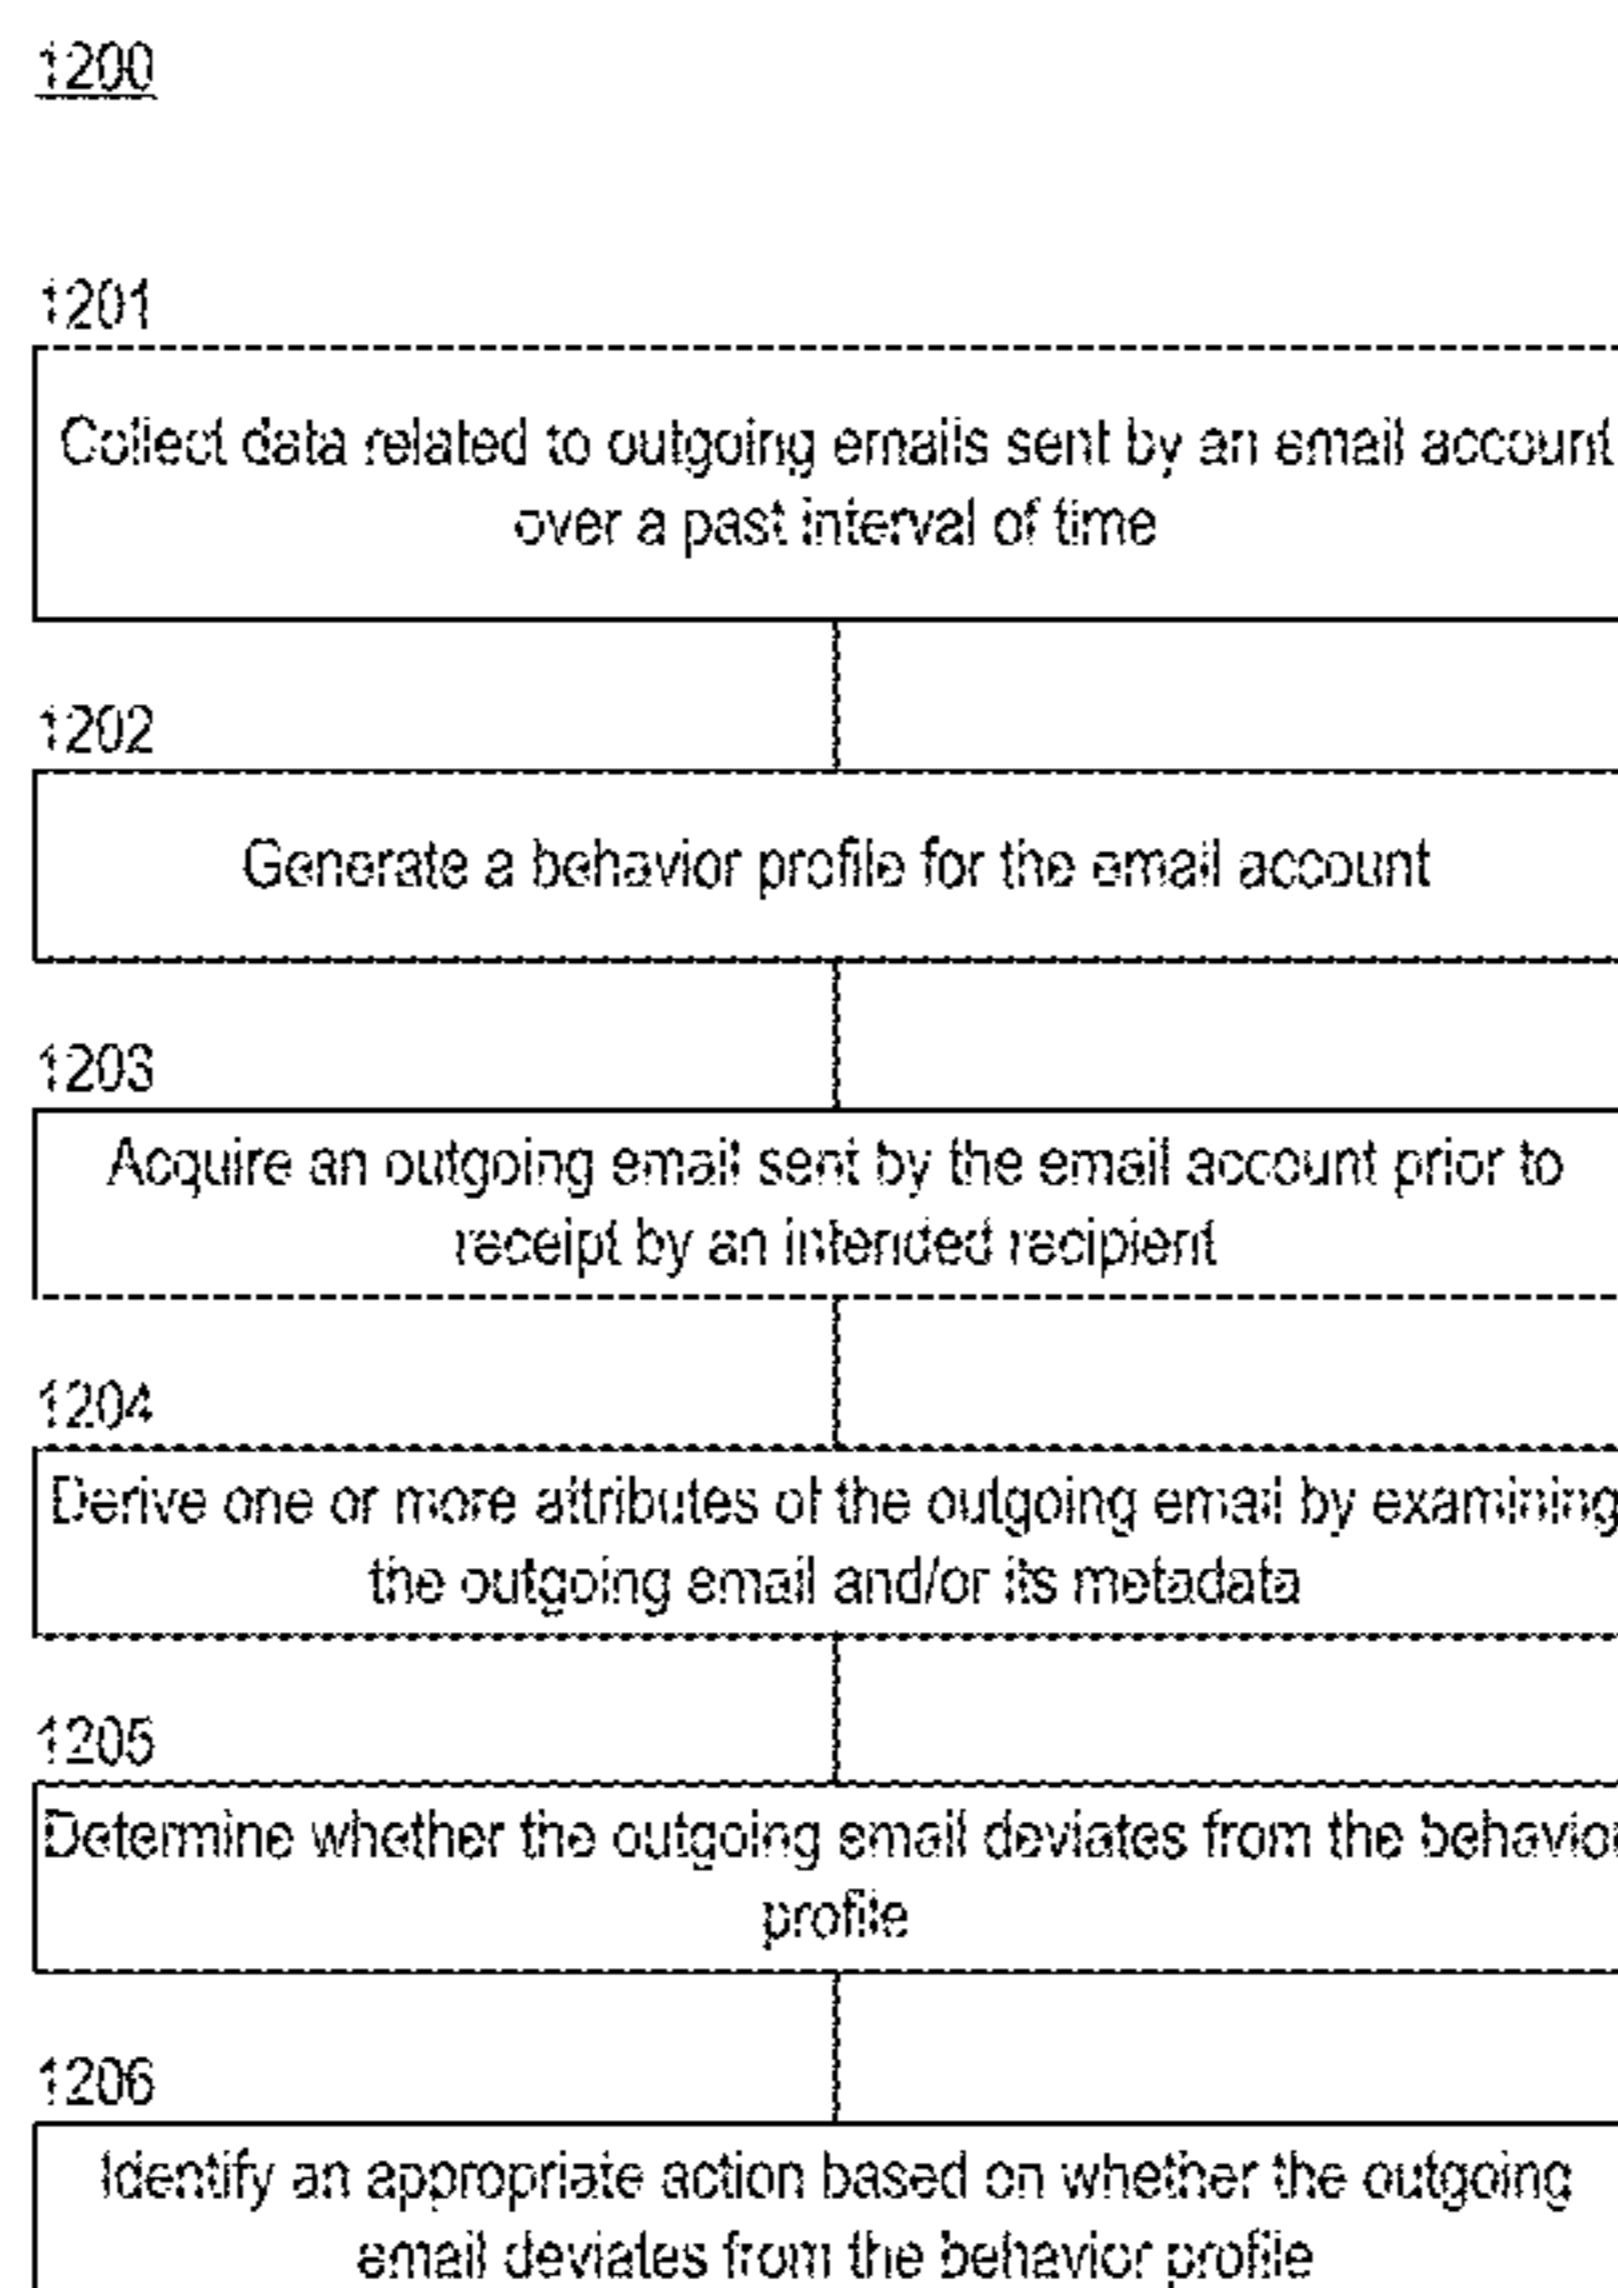 1200
1201
Collect data related to outgoing emails sent by an email account
over a past interval of time
1202
Generate a behavior profile for the email account
1203
Acquire an outgoing email sent by the email account prior to
receipt by an intended recipient
1204
Derive one or more attributes of the outgoing email by examining
the outgoing email and/or its metadata
1205
Determine whether the outgoing email deviates from the behavior
profile
1206
Identify an appropriate action based on whether the outgoing
email deviates from the behavior profile